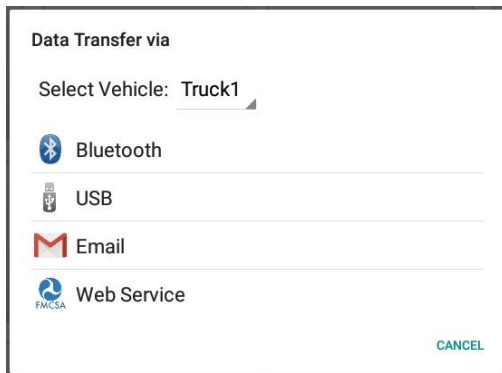 Data Transfer via
Select Vehicle: Truck1
Bluetooth
USB
Email
Web Service
FMCSA
CANCEL